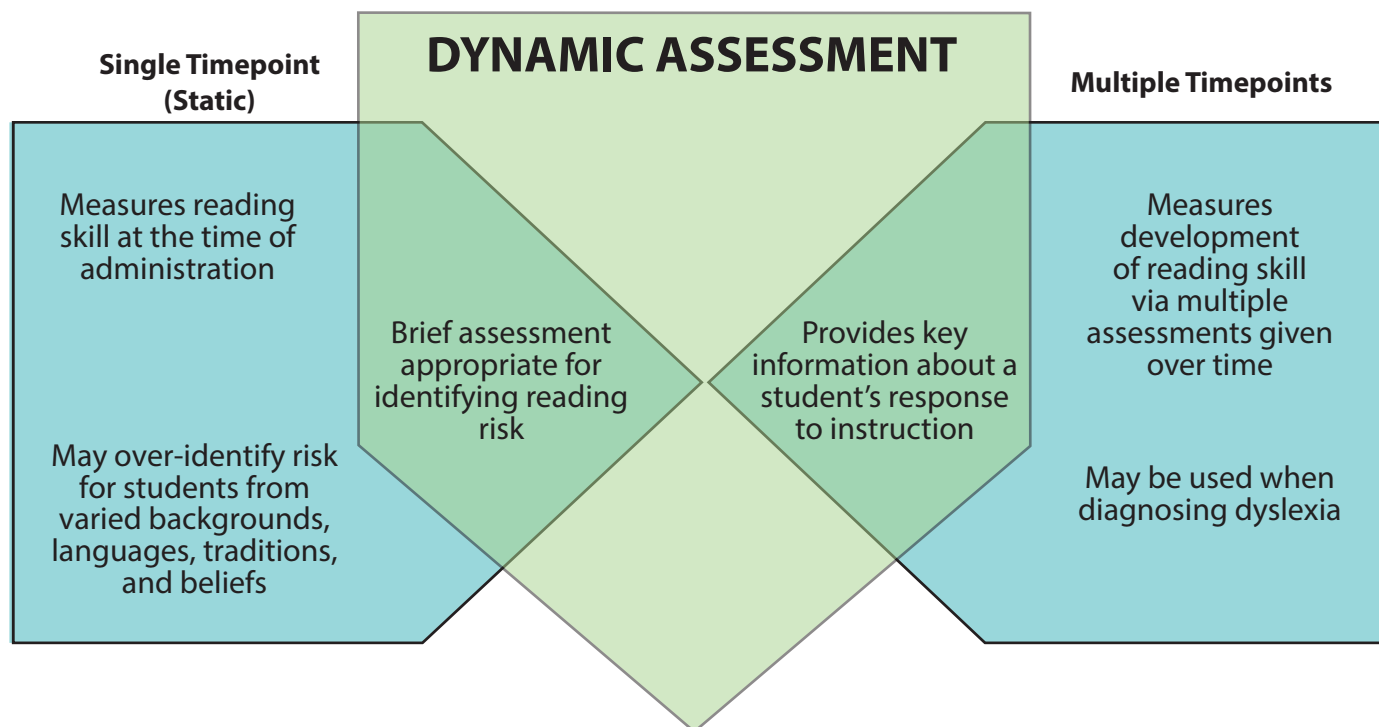 DYNAMIC ASSESSMENT
Single Timepoint
(Static)
Multiple Timepoints
Measures reading
skill at the time of
administration
May over-identify risk
for students from
varied backgrounds,
languages, traditions,
and beliefs
Brief assessment
appropriate for
identifying reading
risk
Provides key
information about a
student’s response
to instruction
Measures
development
of reading skill
via multiple
assessments given
over time
May be used when
diagnosing dyslexia